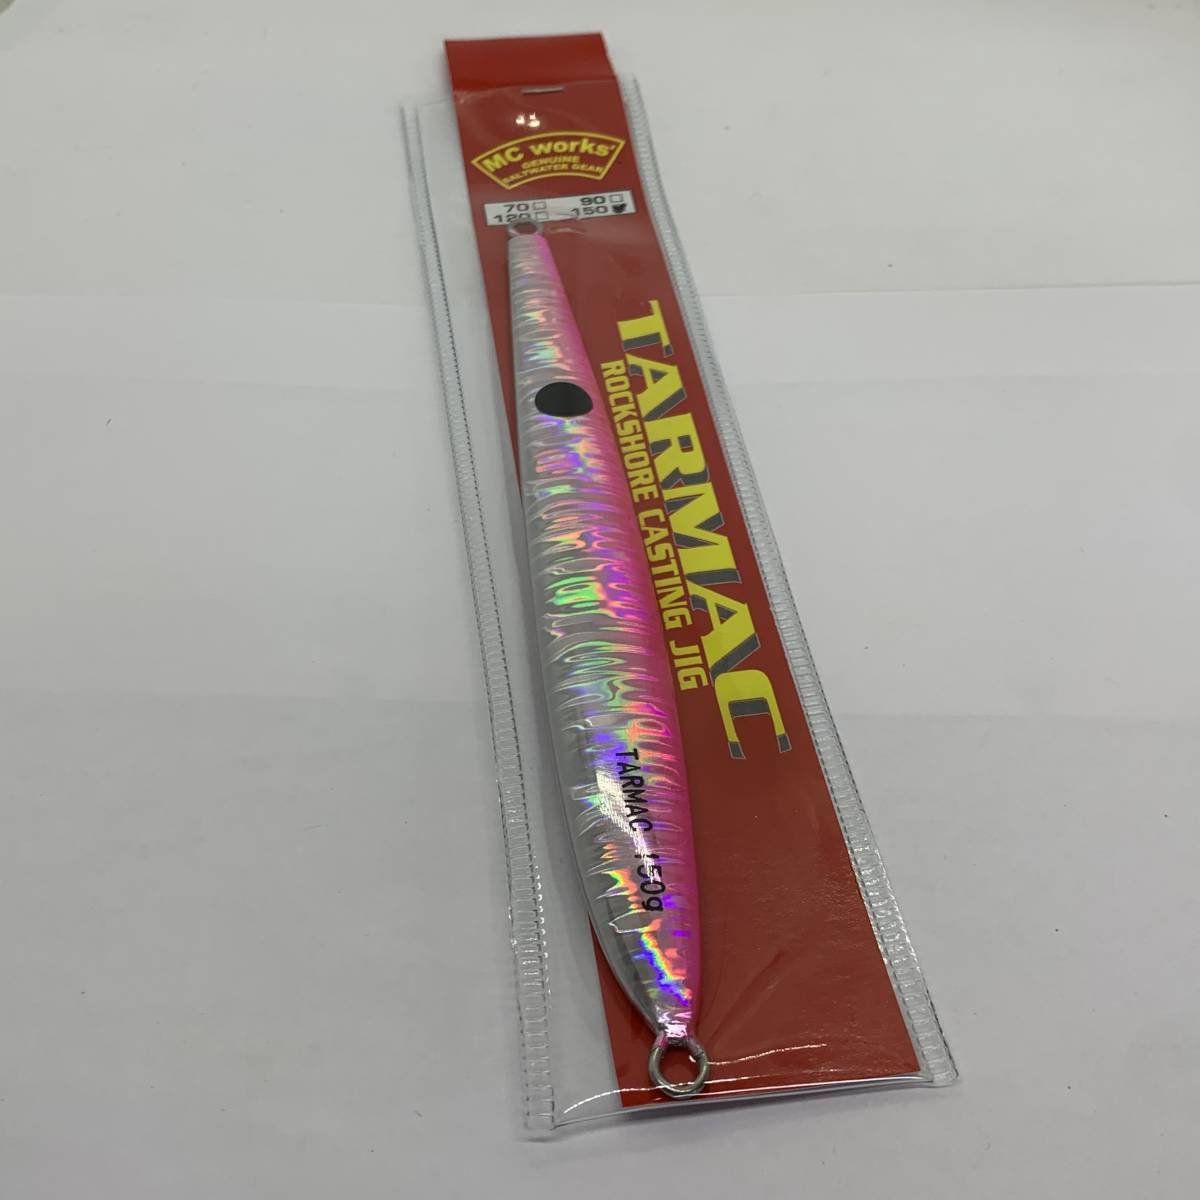 MC works'
GENUINE
SALTWATER GEAR
70 90
120 150
TARMAC
ROCKSHORE CASTING JIG
TARMAC 150g